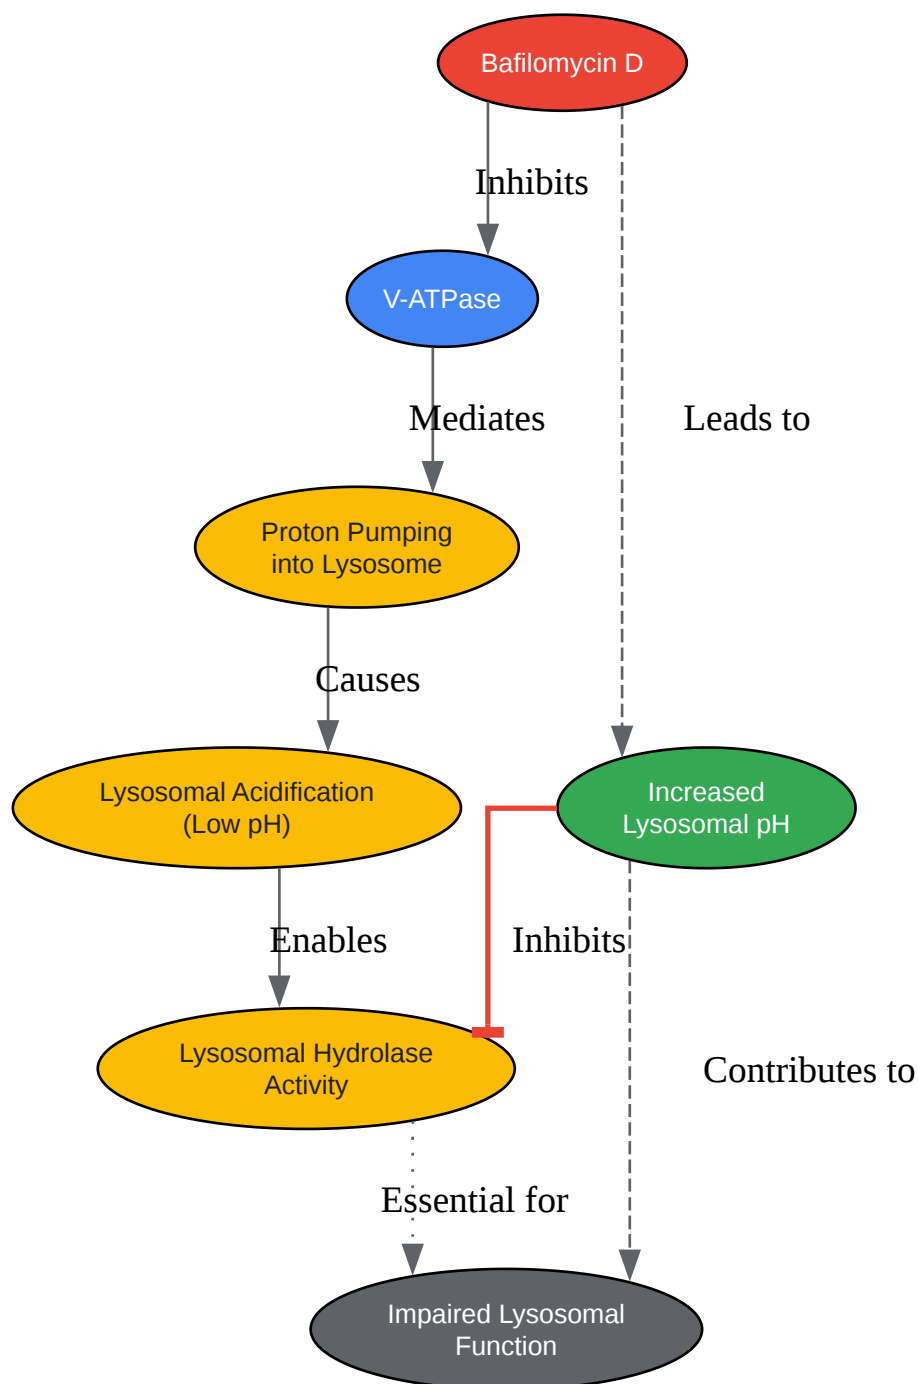 Bafilomycin D
Inhibits
V-ATPase
Mediates
Leads to
Proton Pumping
into Lysosome
Causes
Lysosomal Acidification
(Low pH)
Increased
Lysosomal pH
Enables
Inhibits
Lysosomal Hydrolase
Activity
Contributes to
Essential for
Impaired Lysosomal
Function